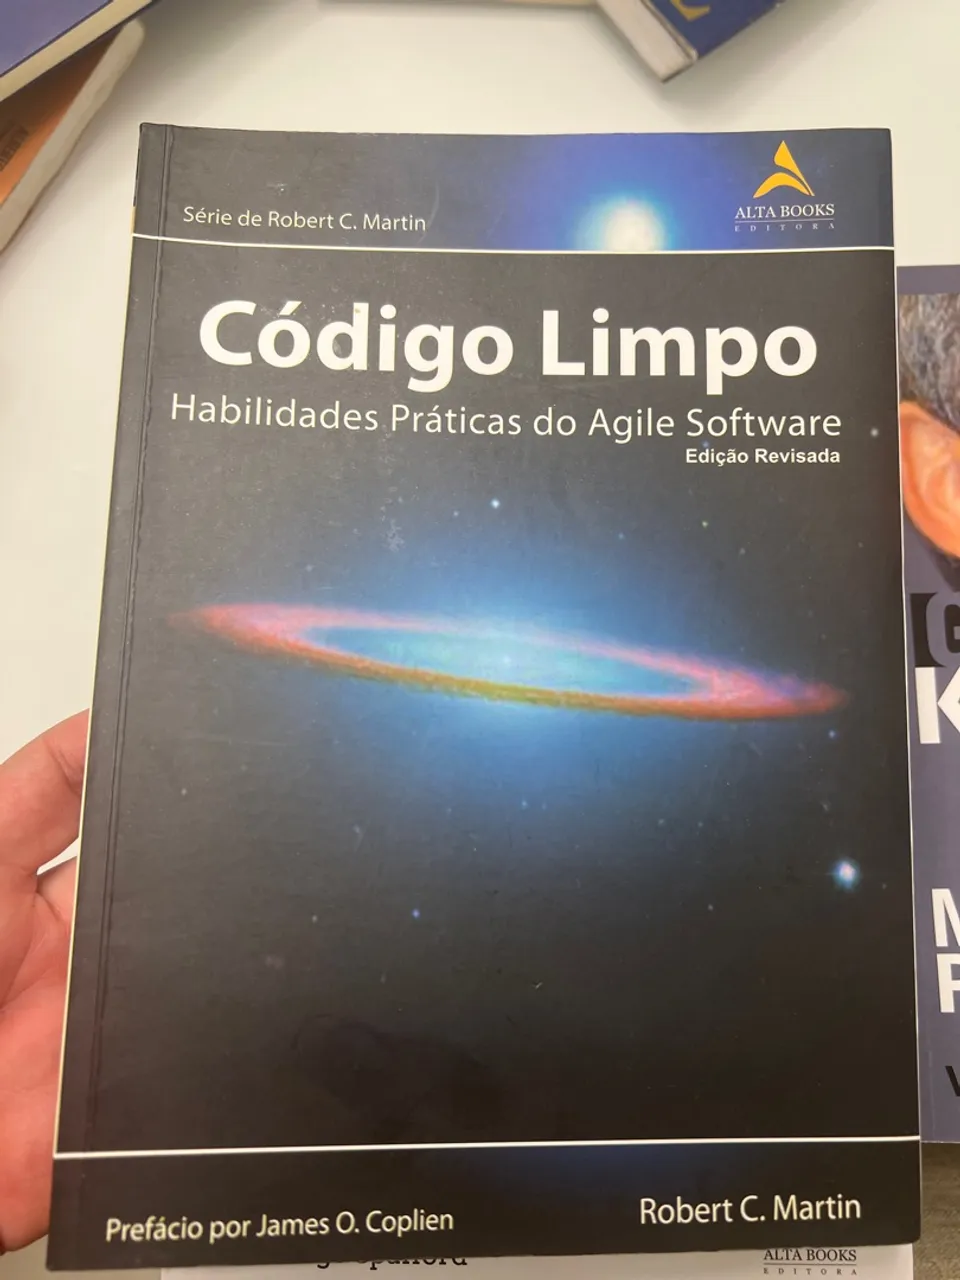 Série de Robert C. Martin
ALTA BOOKS
EDITORA
Código Limpo
Habilidades Práticas do Agile Software
Edição Revisada
Prefácio por James O. Coplien
Robert C. Martin
ALTA BOOKS
EDITORA